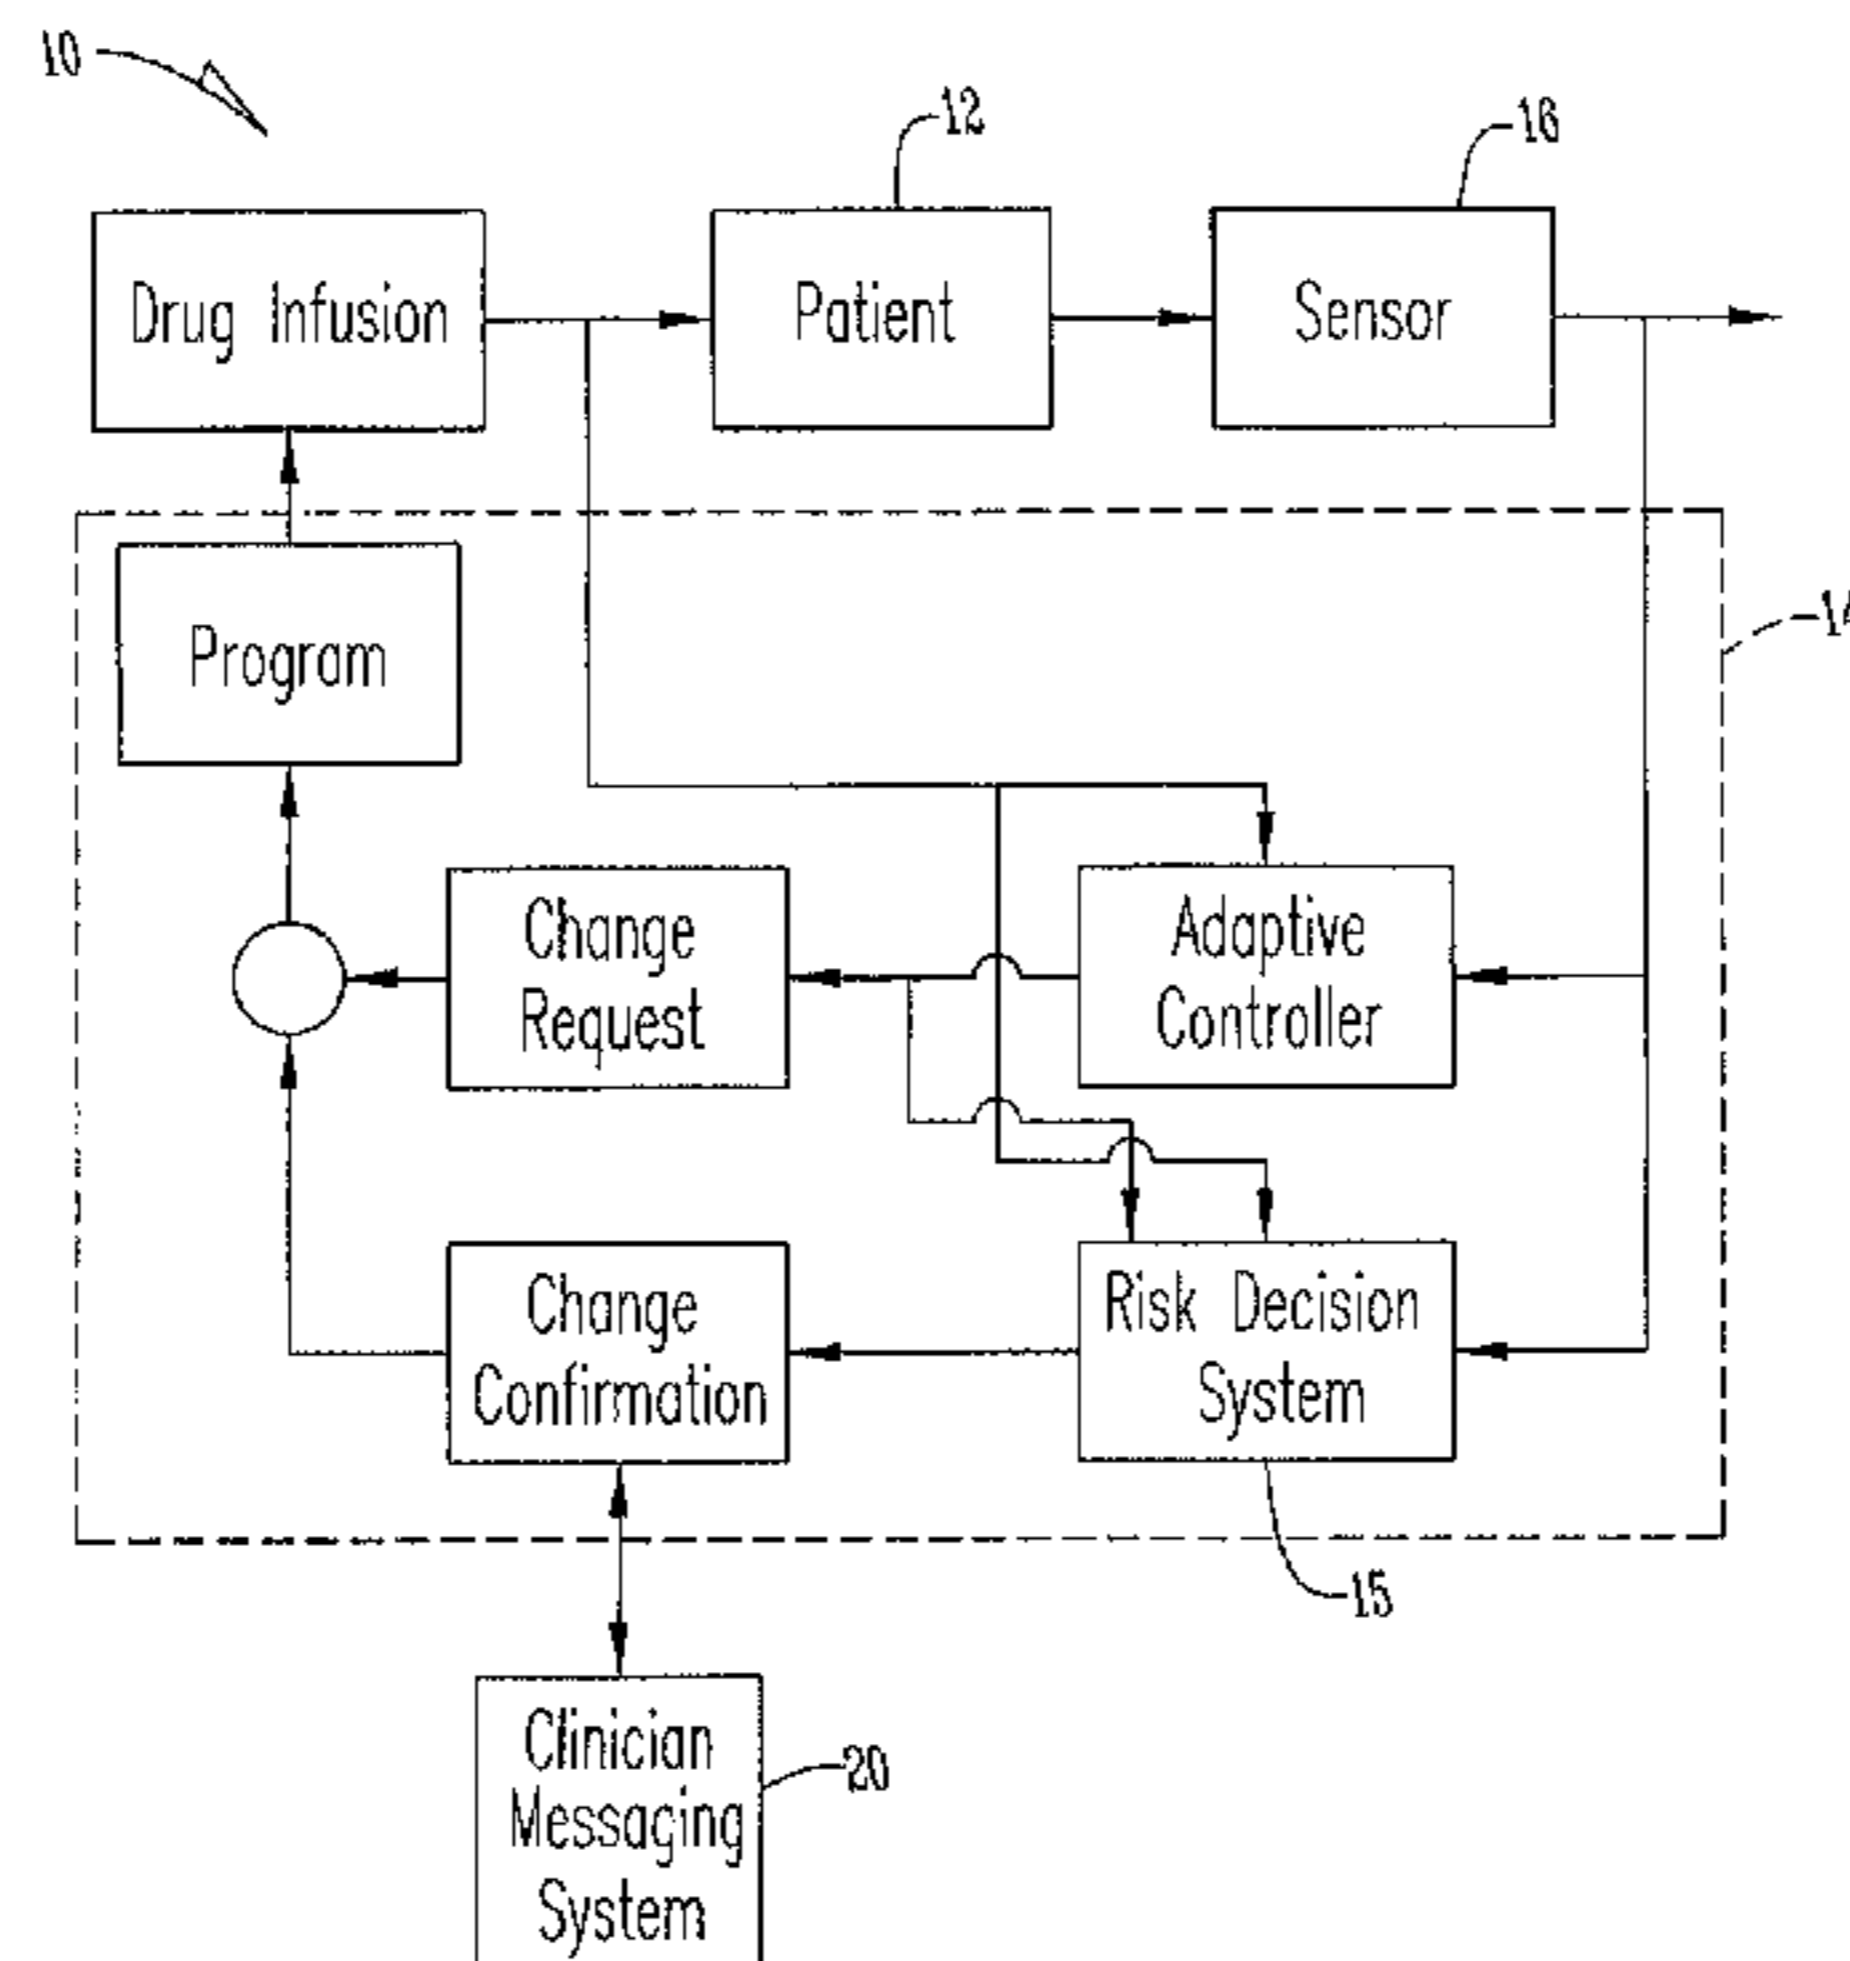 10
12
16
Drug Infusion
Patient
Sensor
14
Program
Change
Request
Adaptive
Controller
Change
Confirmation
Risk Decision
System
15
Clinician
Messaging
System
20